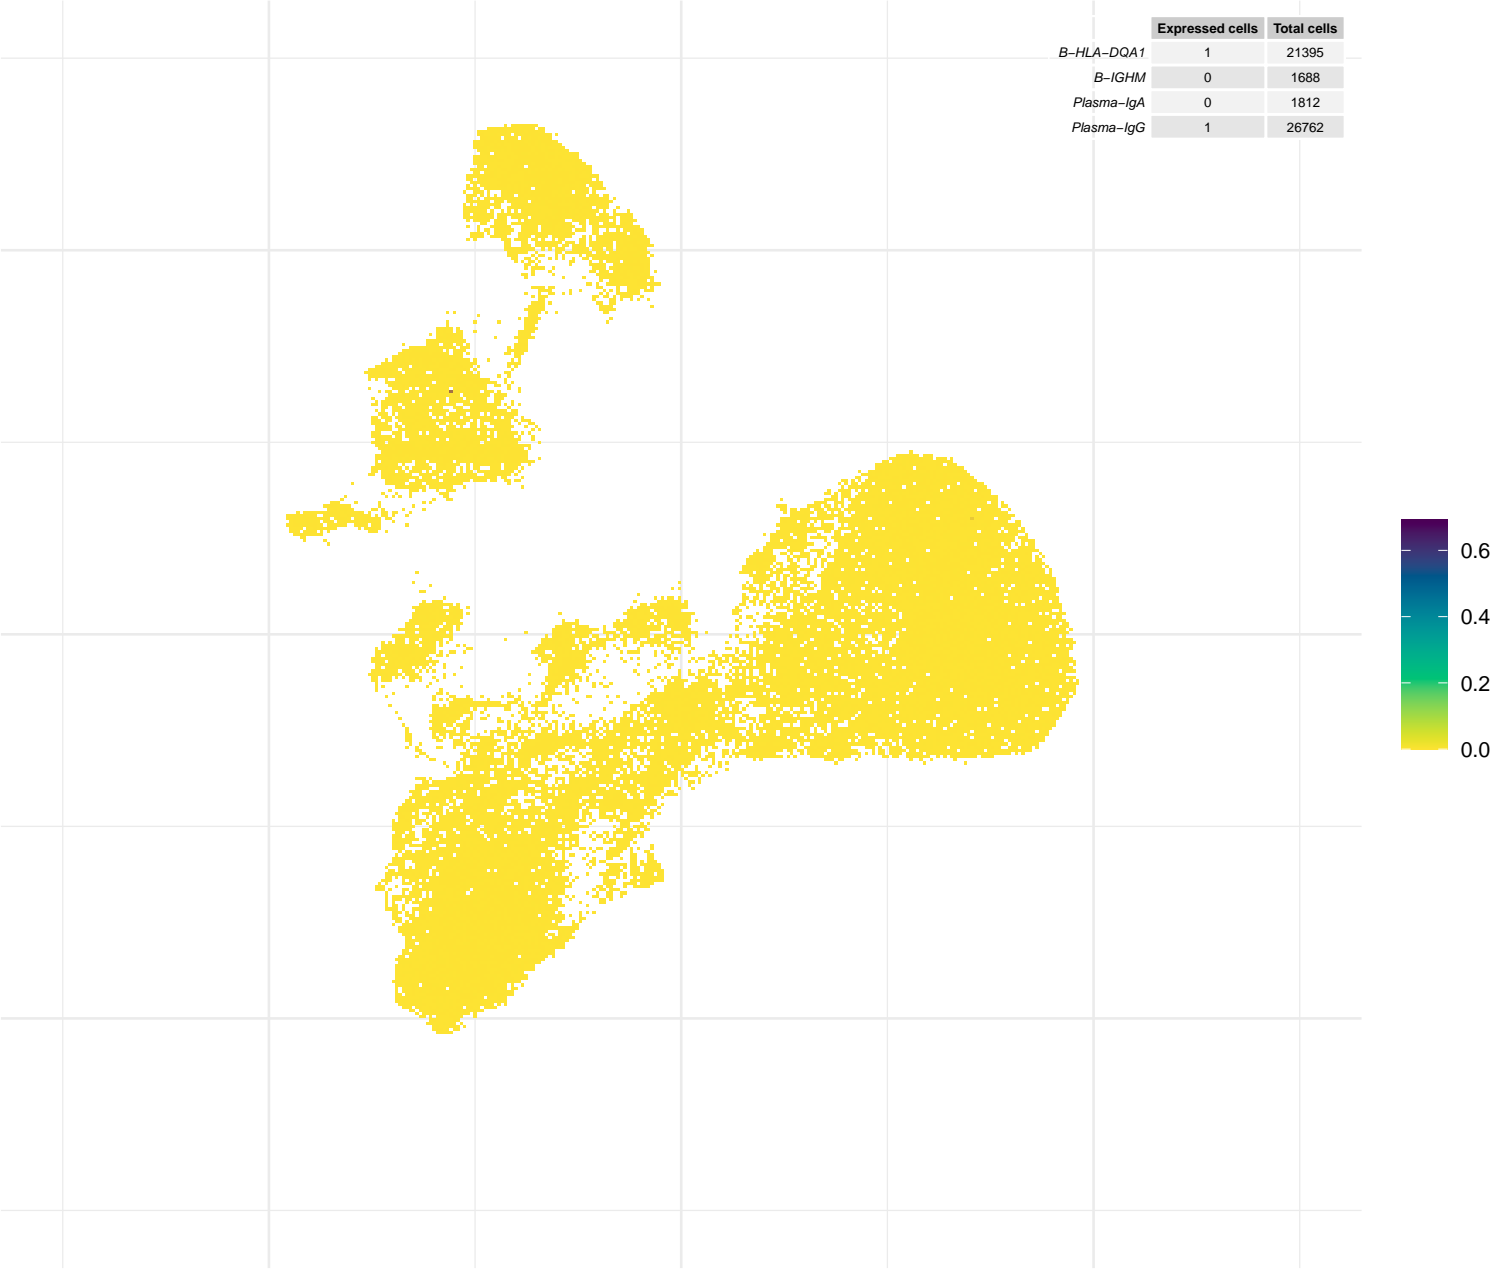 Expressed cells Total cells
B−HLA−DQA1 1 21395
B−IGHM 0 1688
Plasma−IgA 0 1812
Plasma−IgG 1 26762
0.6
0.4
0.2
0.0